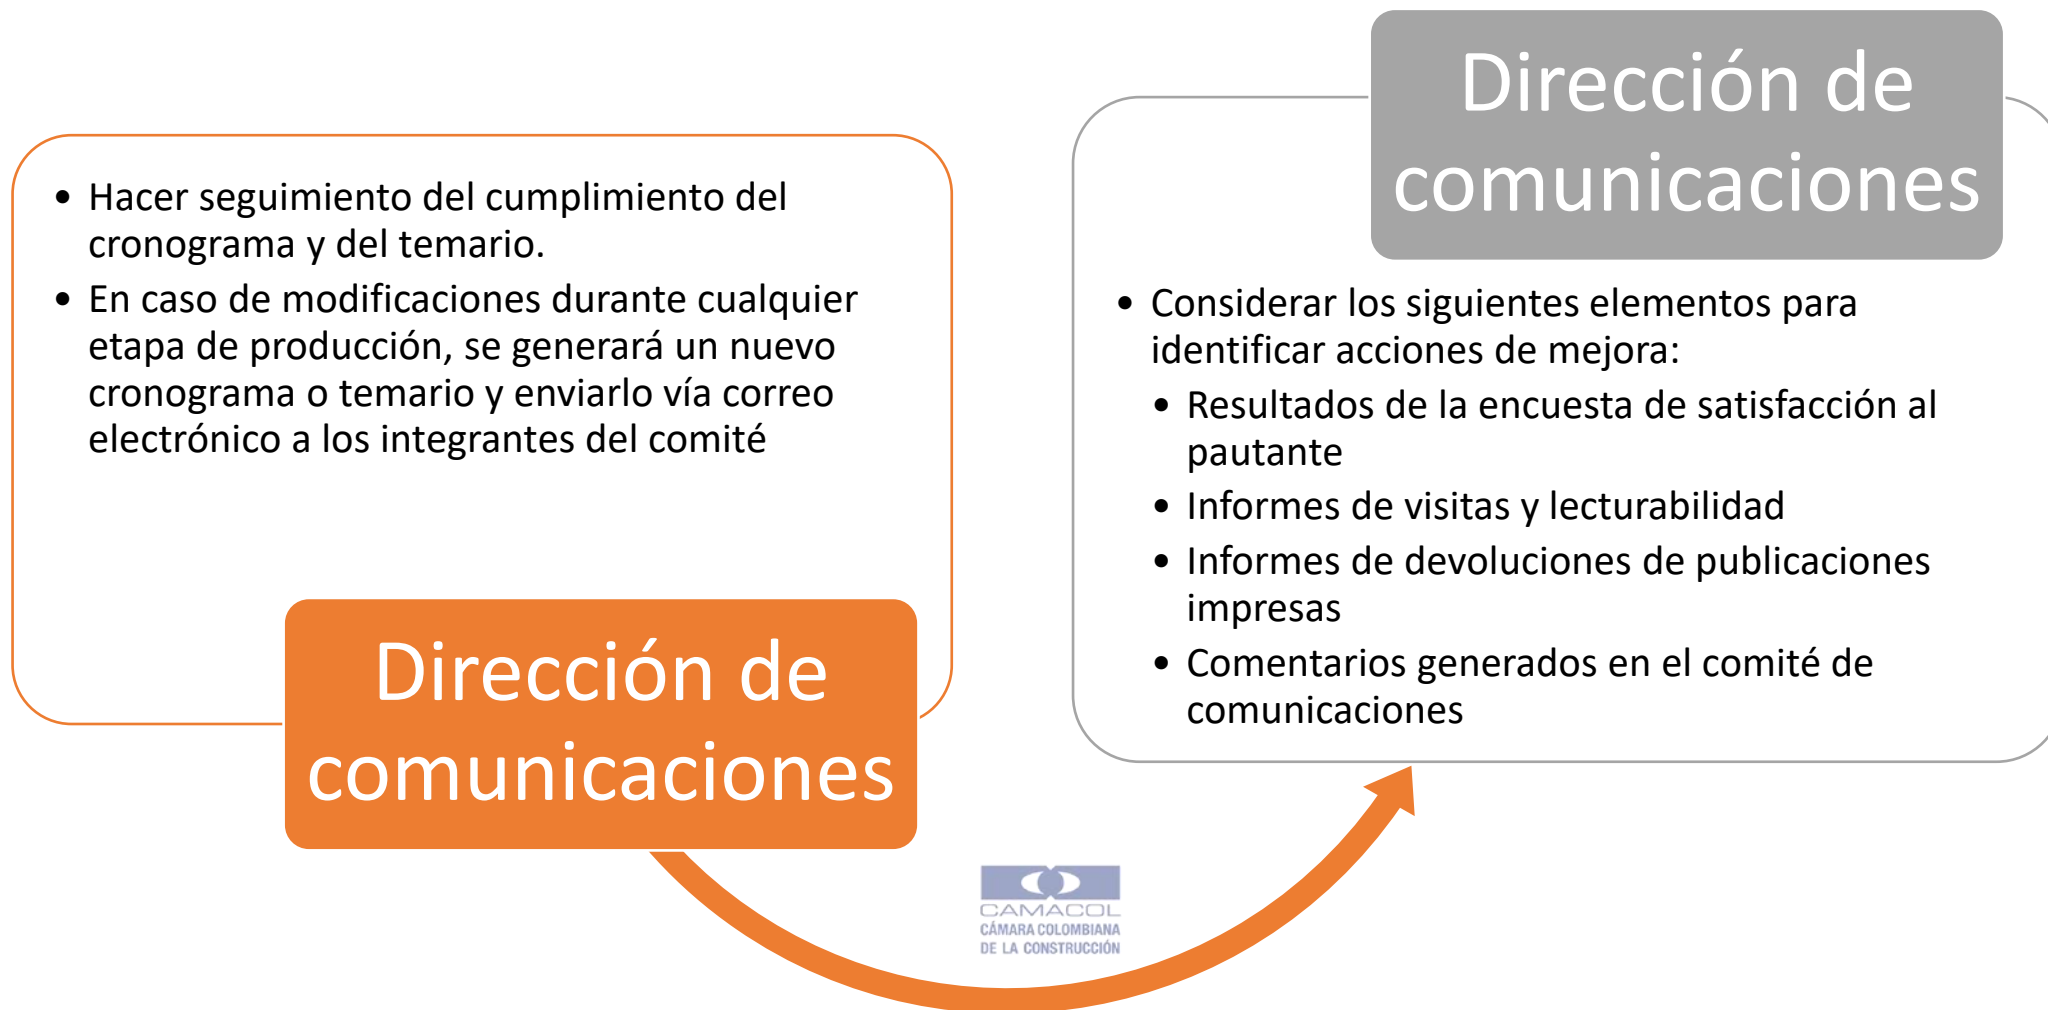 • Hacer seguimiento del cumplimiento del
cronograma y del temario.
• En caso de modificaciones durante cualquier
etapa de producción, se generará un nuevo
cronograma o temario y enviarlo vía correo
electrónico a los integrantes del comité
Dirección de
comunicaciones
Dirección de
comunicaciones
• Considerar los siguientes elementos para
identificar acciones de mejora:
• Resultados de la encuesta de satisfacción al
pautante
• Informes de visitas y lecturabilidad
• Informes de devoluciones de publicaciones
impresas
• Comentarios generados en el comité de
comunicaciones
CAMACOL
CÁMARA COLOMBIANA
DE LA CONSTRUCCIÓN